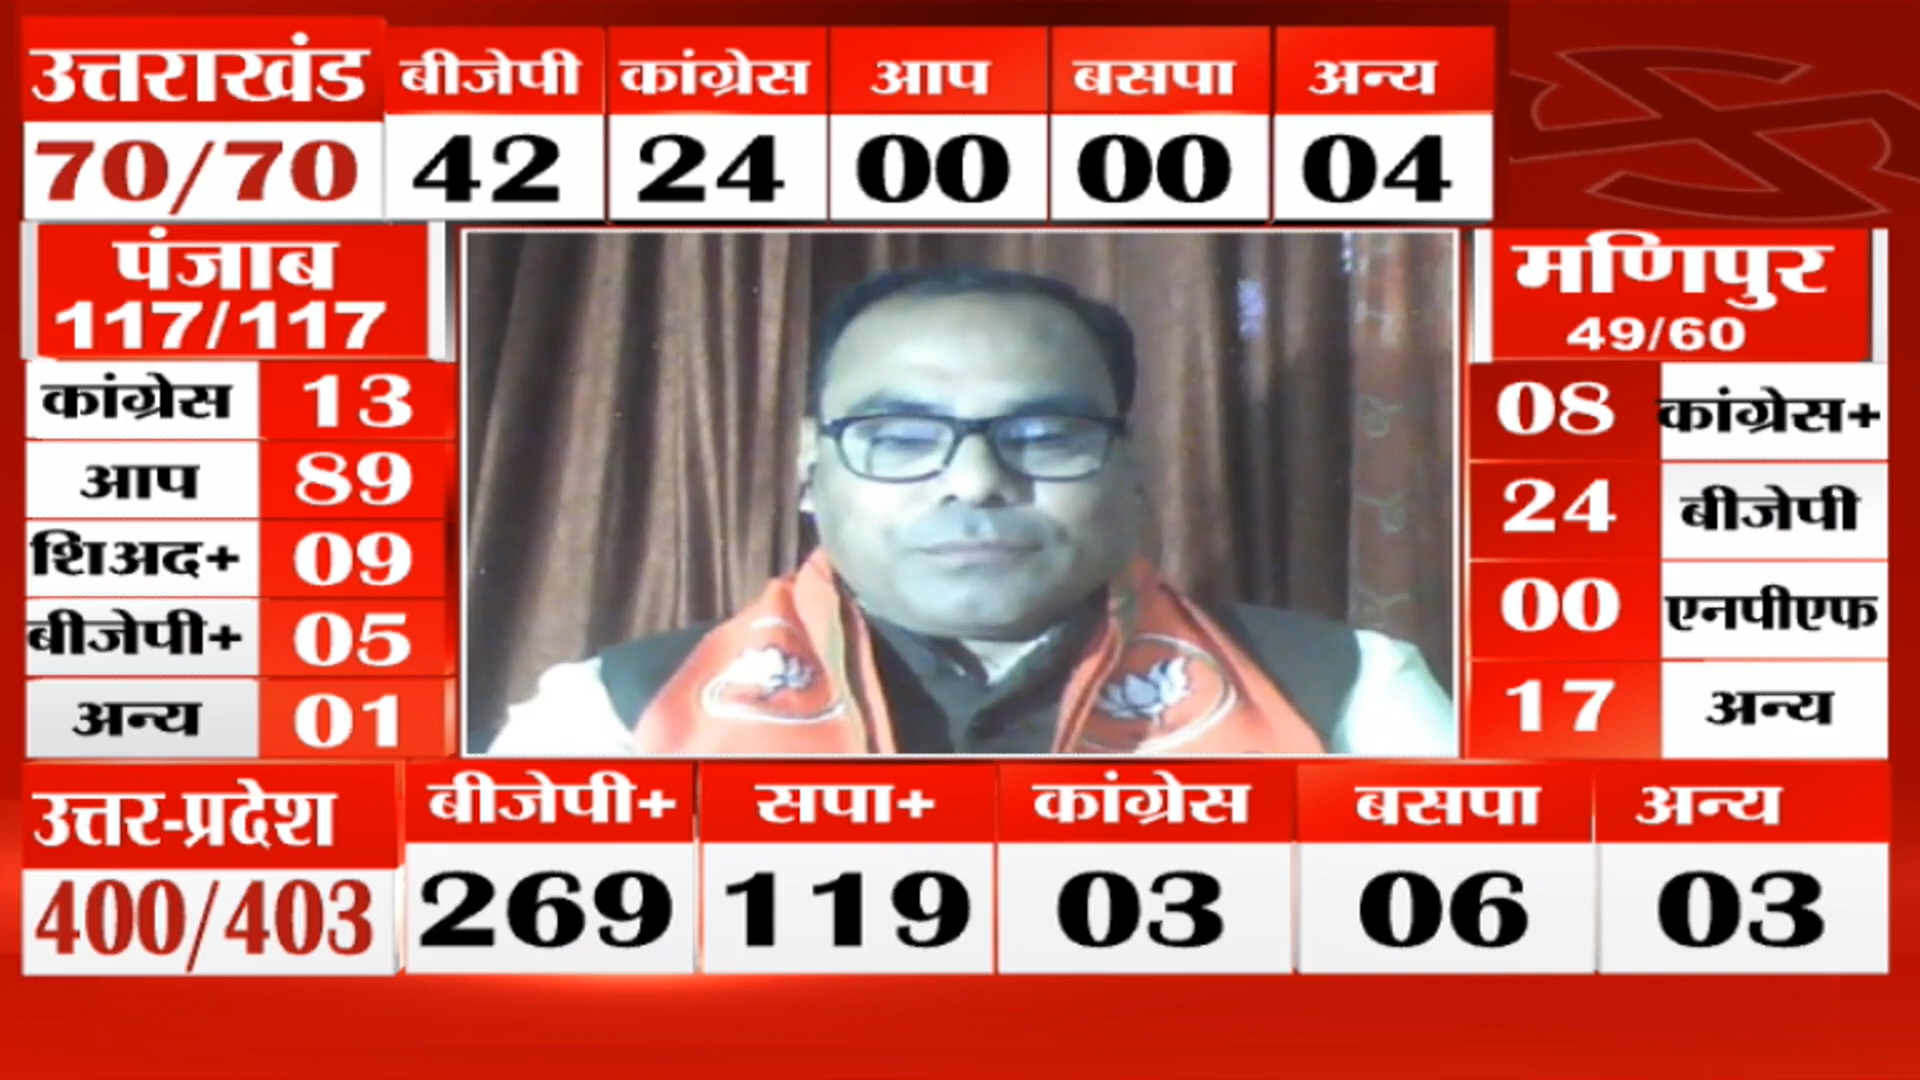 उत्तराखंड बीजेपी कांग्रेस आप बसपा अन्य
70/70 42 24 00 00 04
पंजाब
117/117
कांग्रेस 13
आप 89
शिअद+ 09
बीजेपी+ 05
अन्य 01
मणिपुर
49/60
08 कांग्रेस+
24 बीजेपी
00 एनपीएफ
17 अन्य
उत्तर-प्रदेश बीजेपी+ सपा+ कांग्रेस बसपा अन्य
400/403 269 119 03 06 03